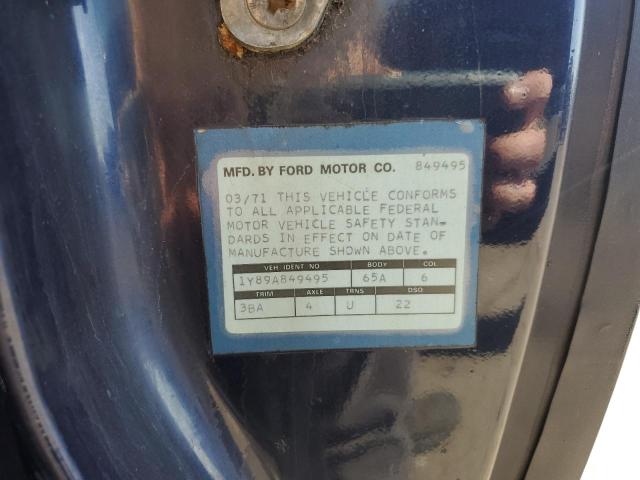 MFD. BY FORD MOTOR CO. 849495
03/71 THIS VEHICLE CONFORMS
TO ALL APPLICABLE FEDERAL
MOTOR VEHICLE SAFETY STAN-
DARDS IN EFFECT ON DATE OF
MANUFACTURE SHOWN ABOVE.
VEH. IDENT NO BODY COL
1Y89A849495 65A 6
TRIM AXLE TRNS DSO
3BA 4 U 22